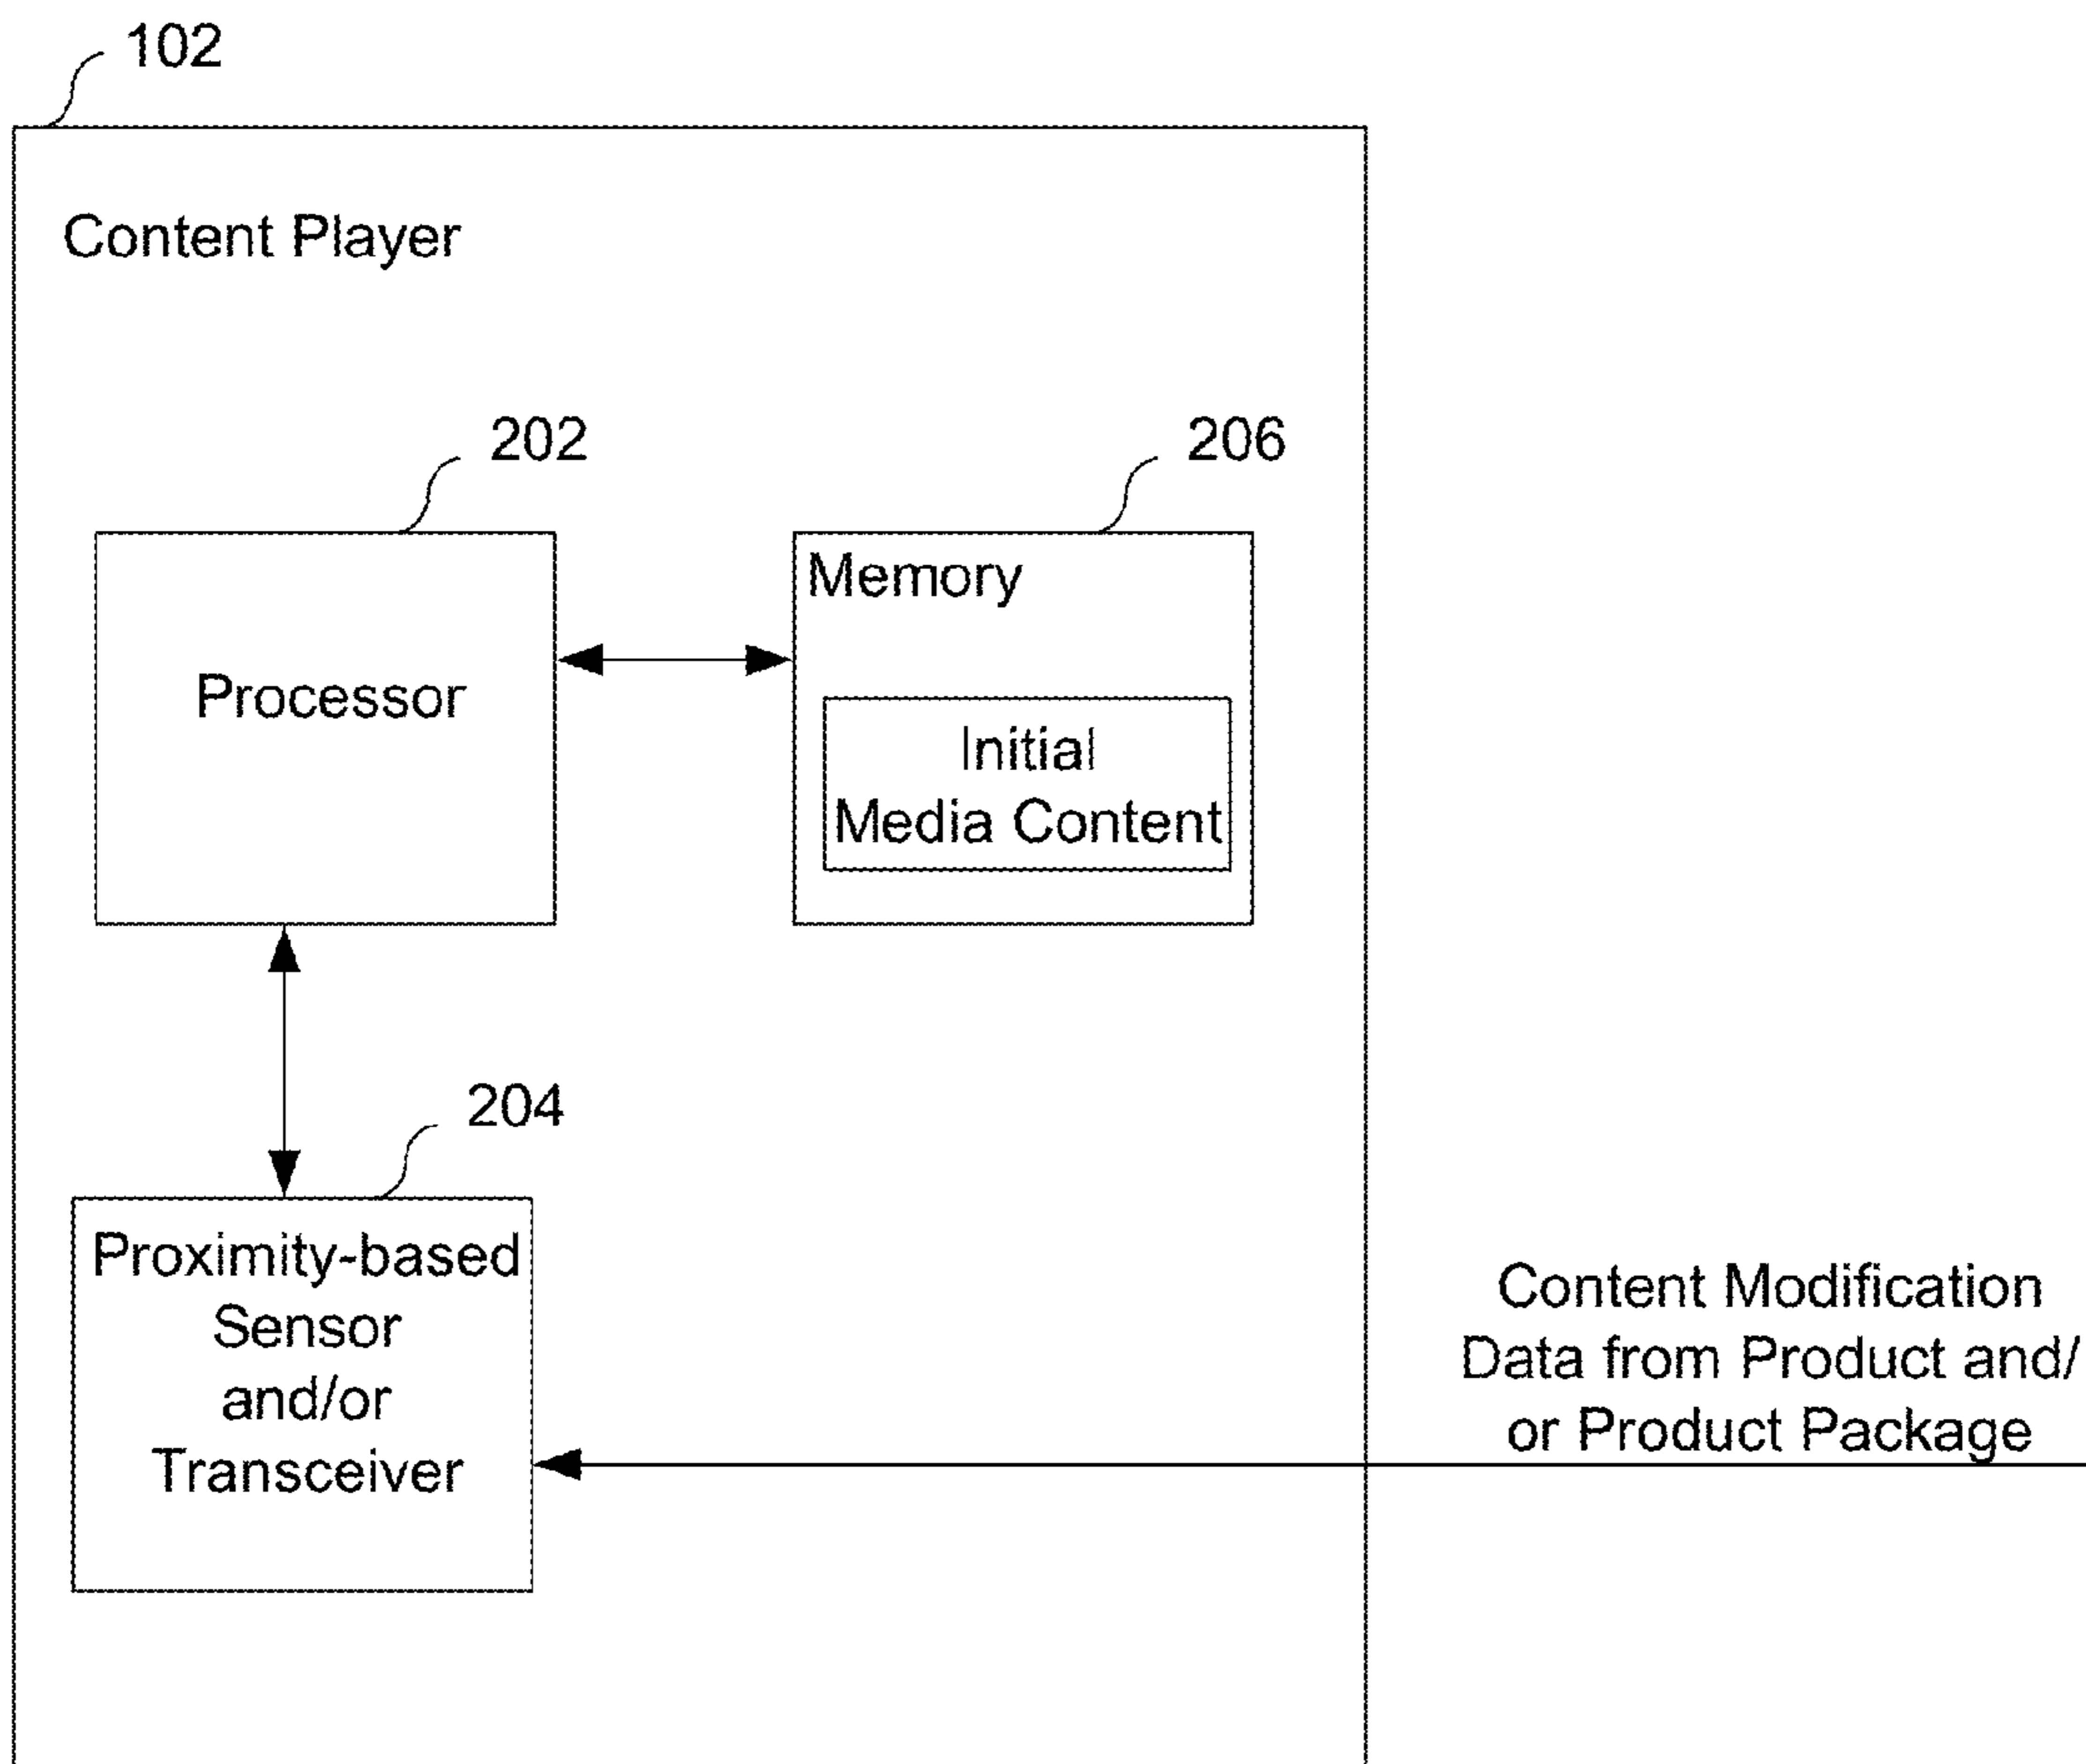 102
Content Player
202
206
Processor
Memory
Initial
Media Content
204
Proximity-based
Sensor
and/or
Transceiver
Content Modification
Data from Product and/
or Product Package